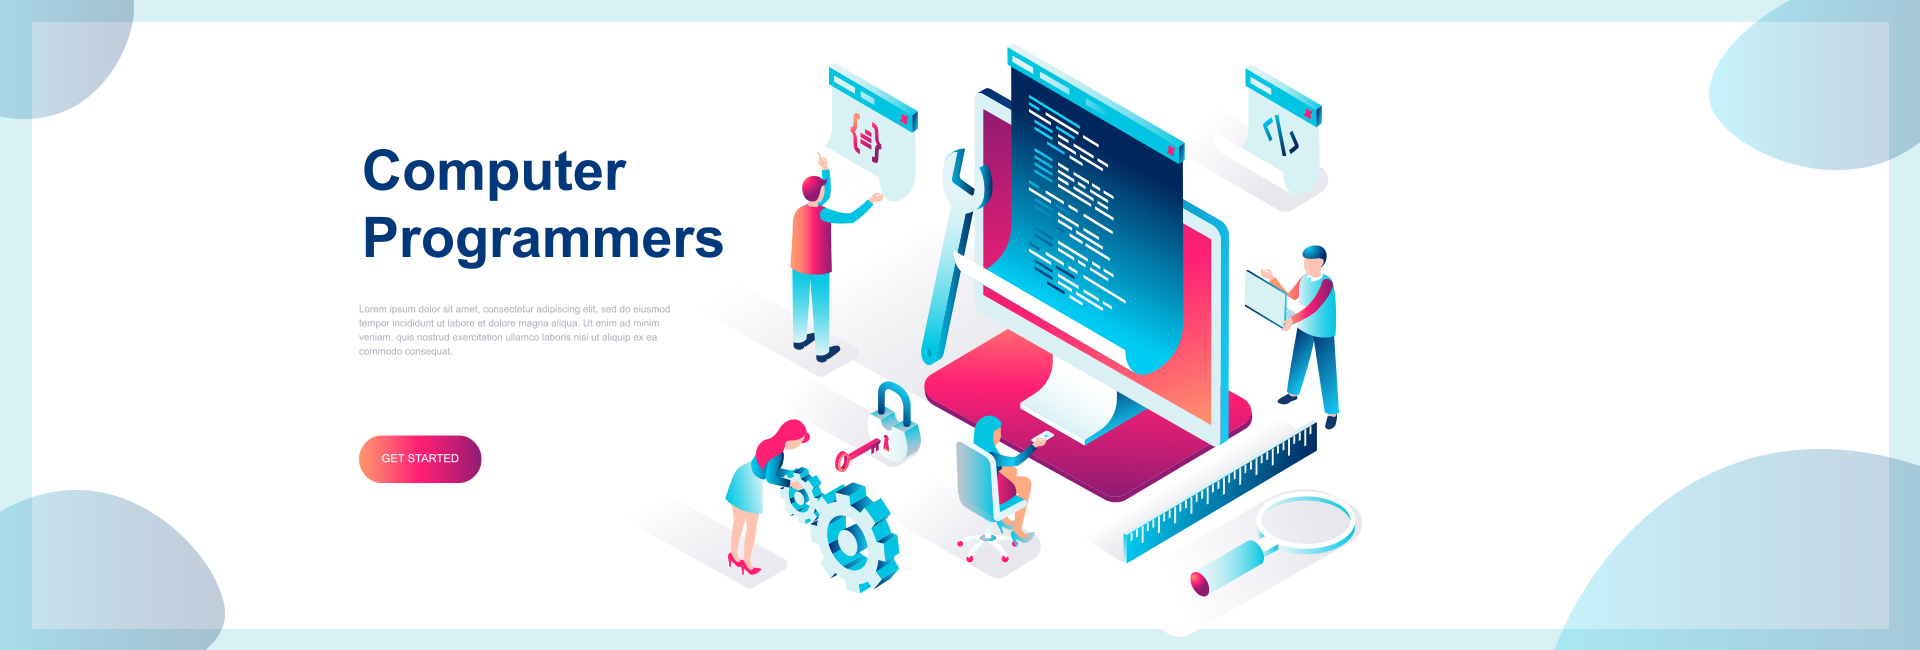 Computer
Programmers
Lorem ipsum dolor sit amet, consectetur adipiscing elit, sed do eiusmod
tempor incididunt ut labore et dolore magna aliqua. Ut enim ad minim
veniam, quis nostrud exercitation ullamco laboris nisi ut aliquip ex ea
commodo consequat.
GET STARTED